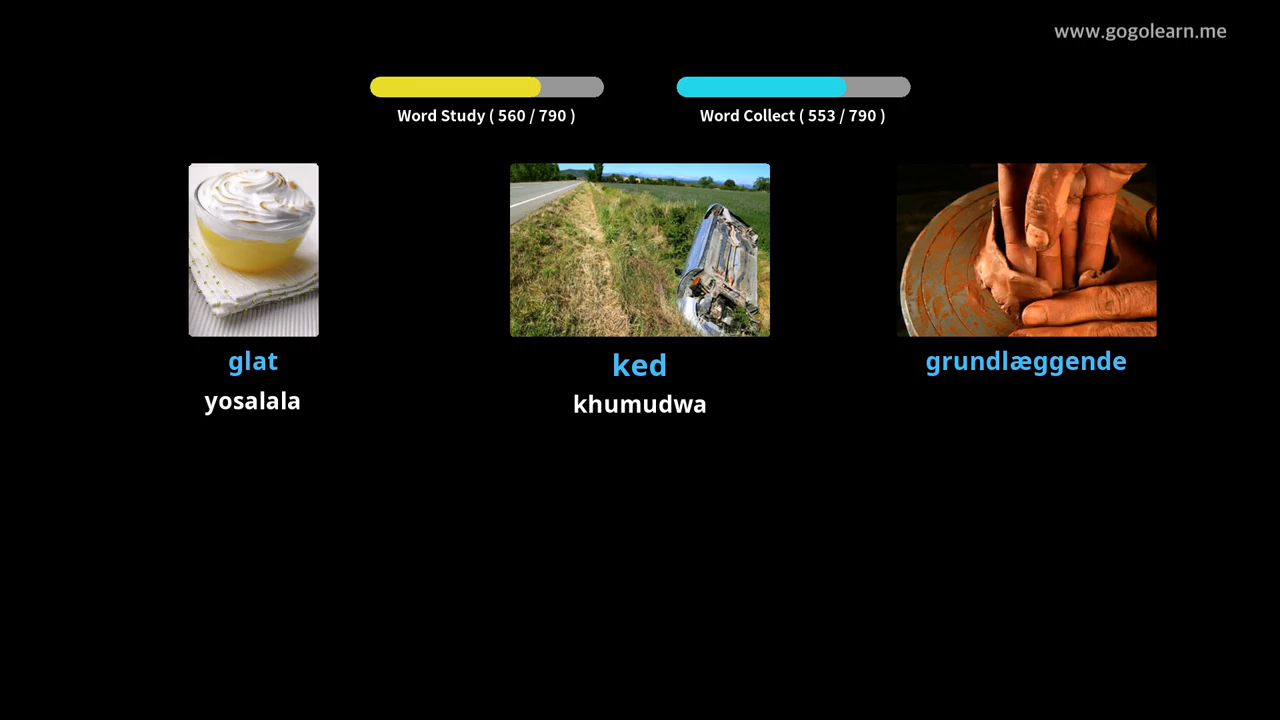 www.gogolearn.me
Word Study ( 560 / 790 )
Word Collect ( 553 / 790 )
glat
yosalala
ked
khumudwa
grundlæggende